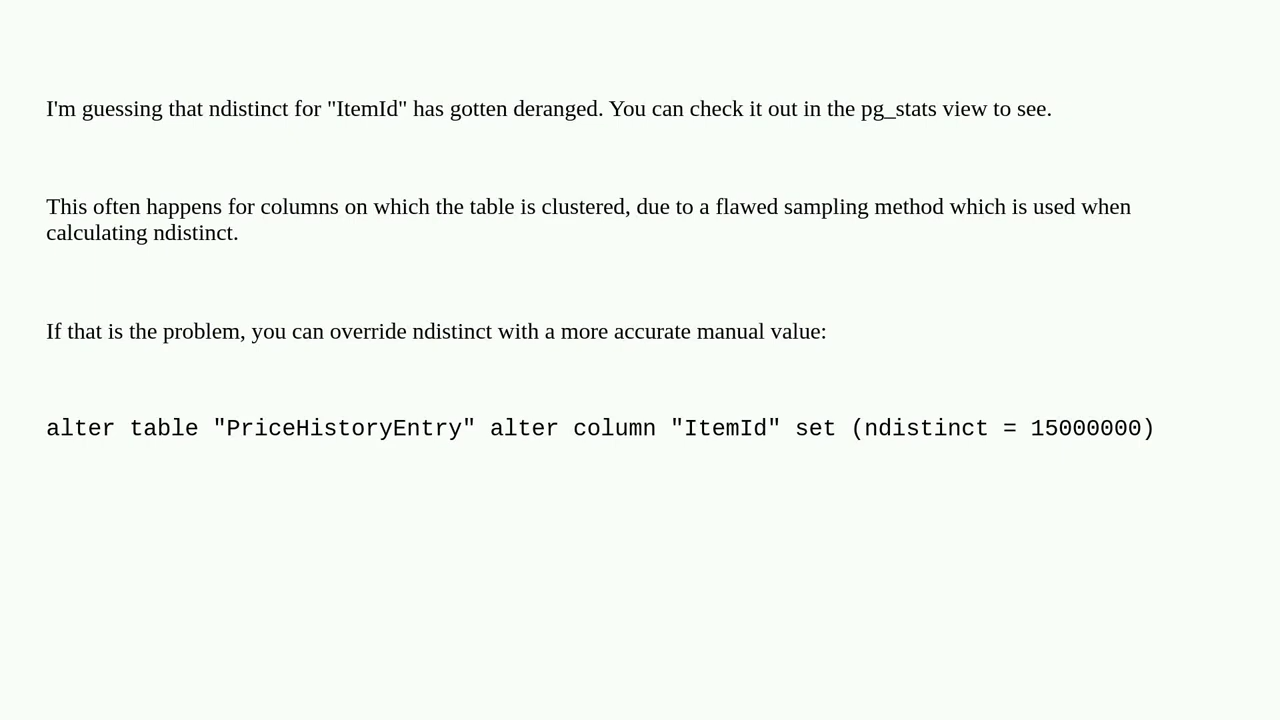 I'm guessing that ndistinct for "ItemId" has gotten deranged. You can check it out in the pg_stats view to see.
This often happens for columns on which the table is clustered, due to a flawed sampling method which is used when
calculating ndistinct.
If that is the problem, you can override ndistinct with a more accurate manual value:
alter table "PriceHistoryEntry" alter column "ItemId" set (ndistinct = 15000000)